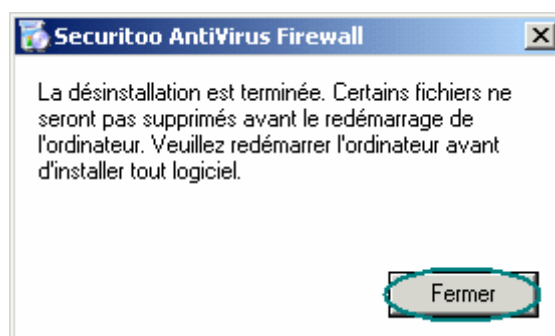 Securitoo AntiVirus Firewall
La désinstallation est terminée. Certains fichiers ne
seront pas supprimés avant le redémarrage de
l'ordinateur. Veuillez redémarrer l'ordinateur avant
d'installer tout logiciel.
Fermer